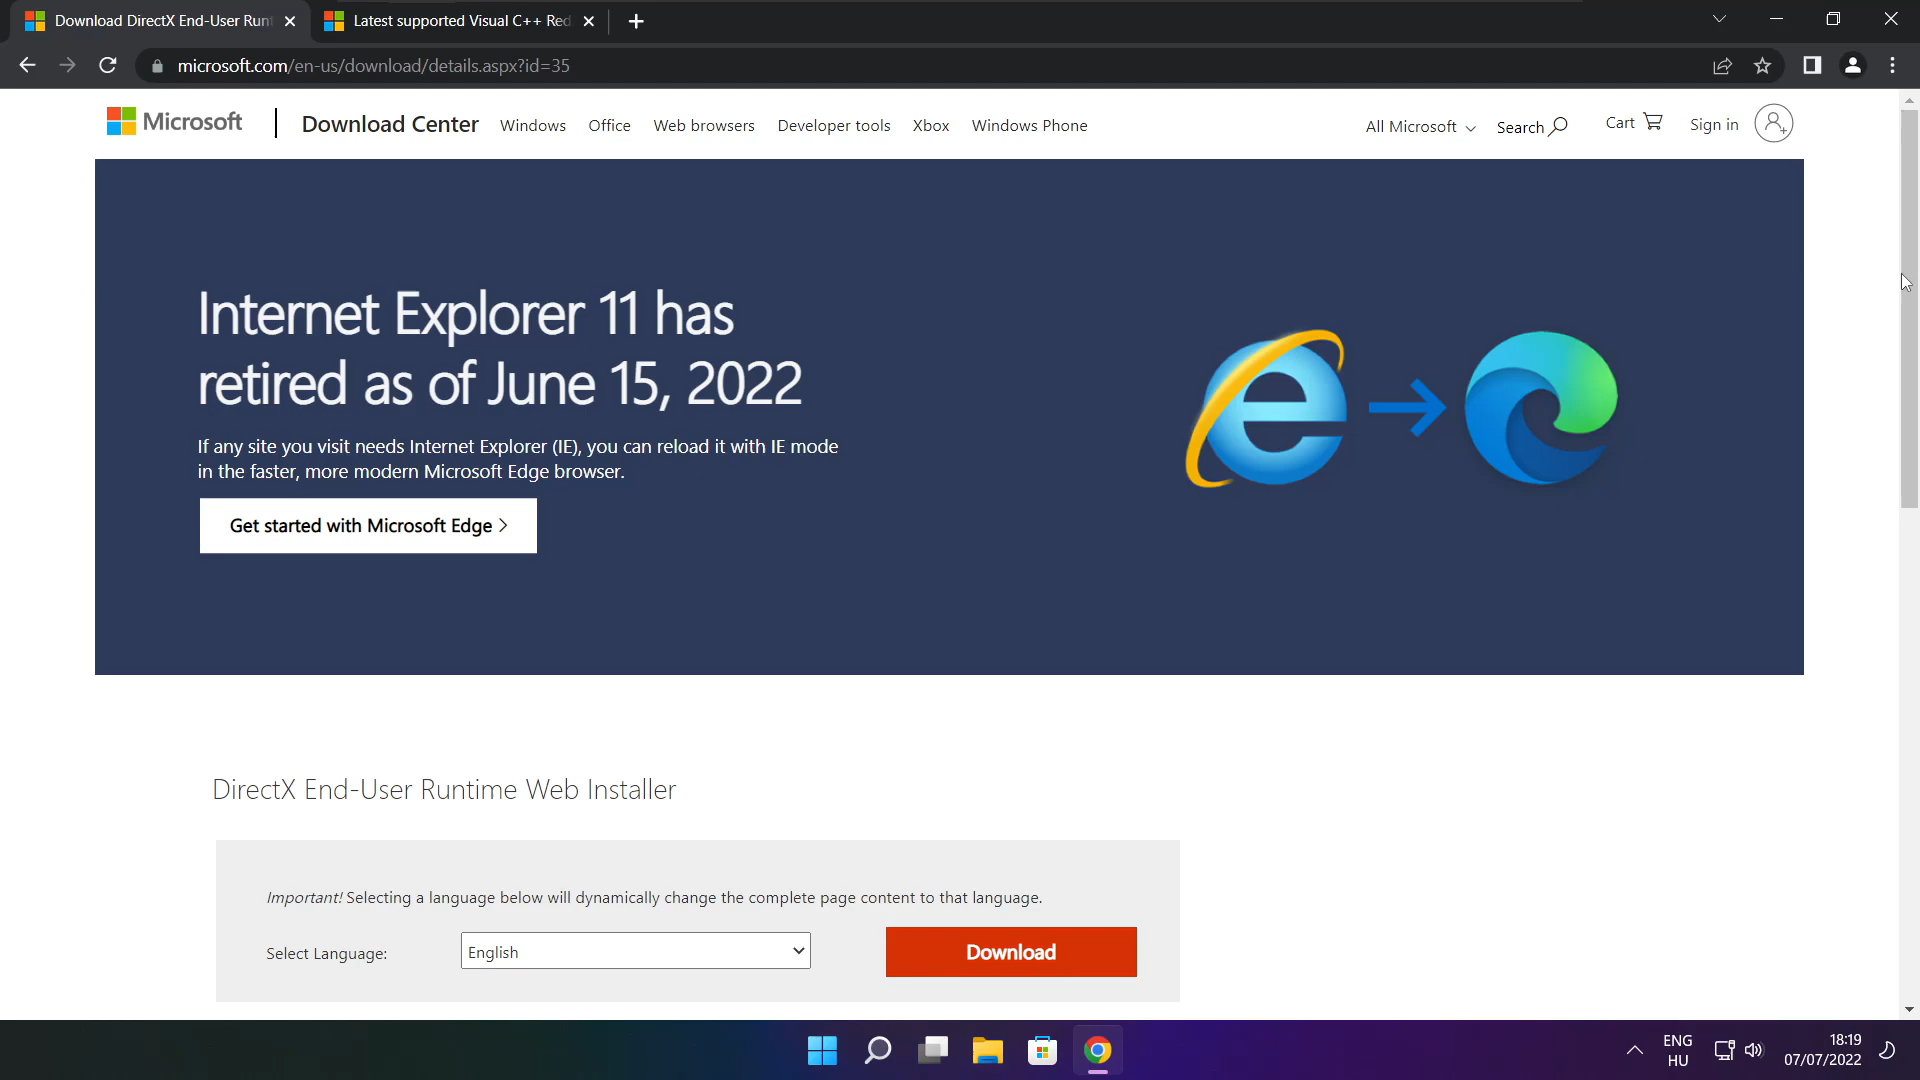 Download DirectX End-User Runt
Latest supported Visual C++ Red
microsoft.com/en-us/download/details.aspx?id=35
Microsoft
Download Center
Windows
Office
Web browsers
Developer tools
Xbox
Windows Phone
All Microsoft
Search
Cart
Sign in
Internet Explorer 11 has
retired as of June 15, 2022
If any site you visit needs Internet Explorer (IE), you can reload it with IE mode
in the faster, more modern Microsoft Edge browser.
Get started with Microsoft Edge >
DirectX End-User Runtime Web Installer
Important! Selecting a language below will dynamically change the complete page content to that language.
Select Language:
English
Download
ENG
HU
18:19
07/07/2022